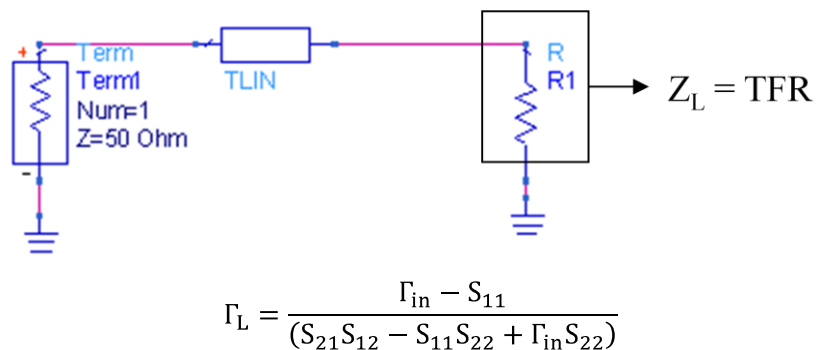 +
Term
Term1
Num=1
Z=50 Ohm
-
TLIN
R
R1
Z_L = TFR
Γ_L = (Γ_in − S_11) / (S_21S_12 − S_11S_22 + Γ_inS_22)